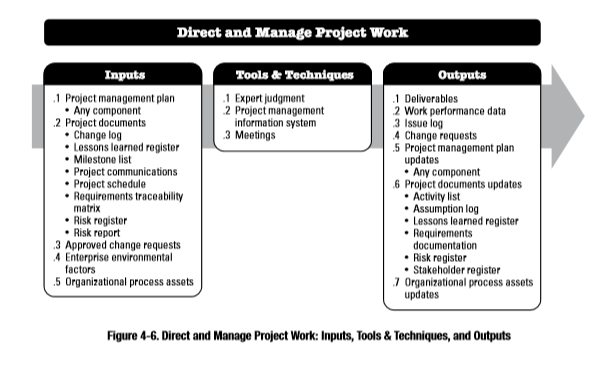 Direct and Manage Project Work
Inputs
.1 Project management plan
• Any component
.2 Project documents
• Change log
• Lessons learned register
• Milestone list
• Project communications
• Project schedule
• Requirements traceability
matrix
• Risk register
• Risk report
.3 Approved change requests
.4 Enterprise environmental
factors
.5 Organizational process assets
Tools & Techniques
.1 Expert judgment
.2 Project management
information system
.3 Meetings
Outputs
.1 Deliverables
.2 Work performance data
.3 Issue log
.4 Change requests
.5 Project management plan
updates
• Any component
.6 Project documents updates
• Activity list
• Assumption log
• Lessons learned register
• Requirements
documentation
• Risk register
• Stakeholder register
.7 Organizational process assets
updates
Figure 4-6. Direct and Manage Project Work: Inputs, Tools & Techniques, and Outputs